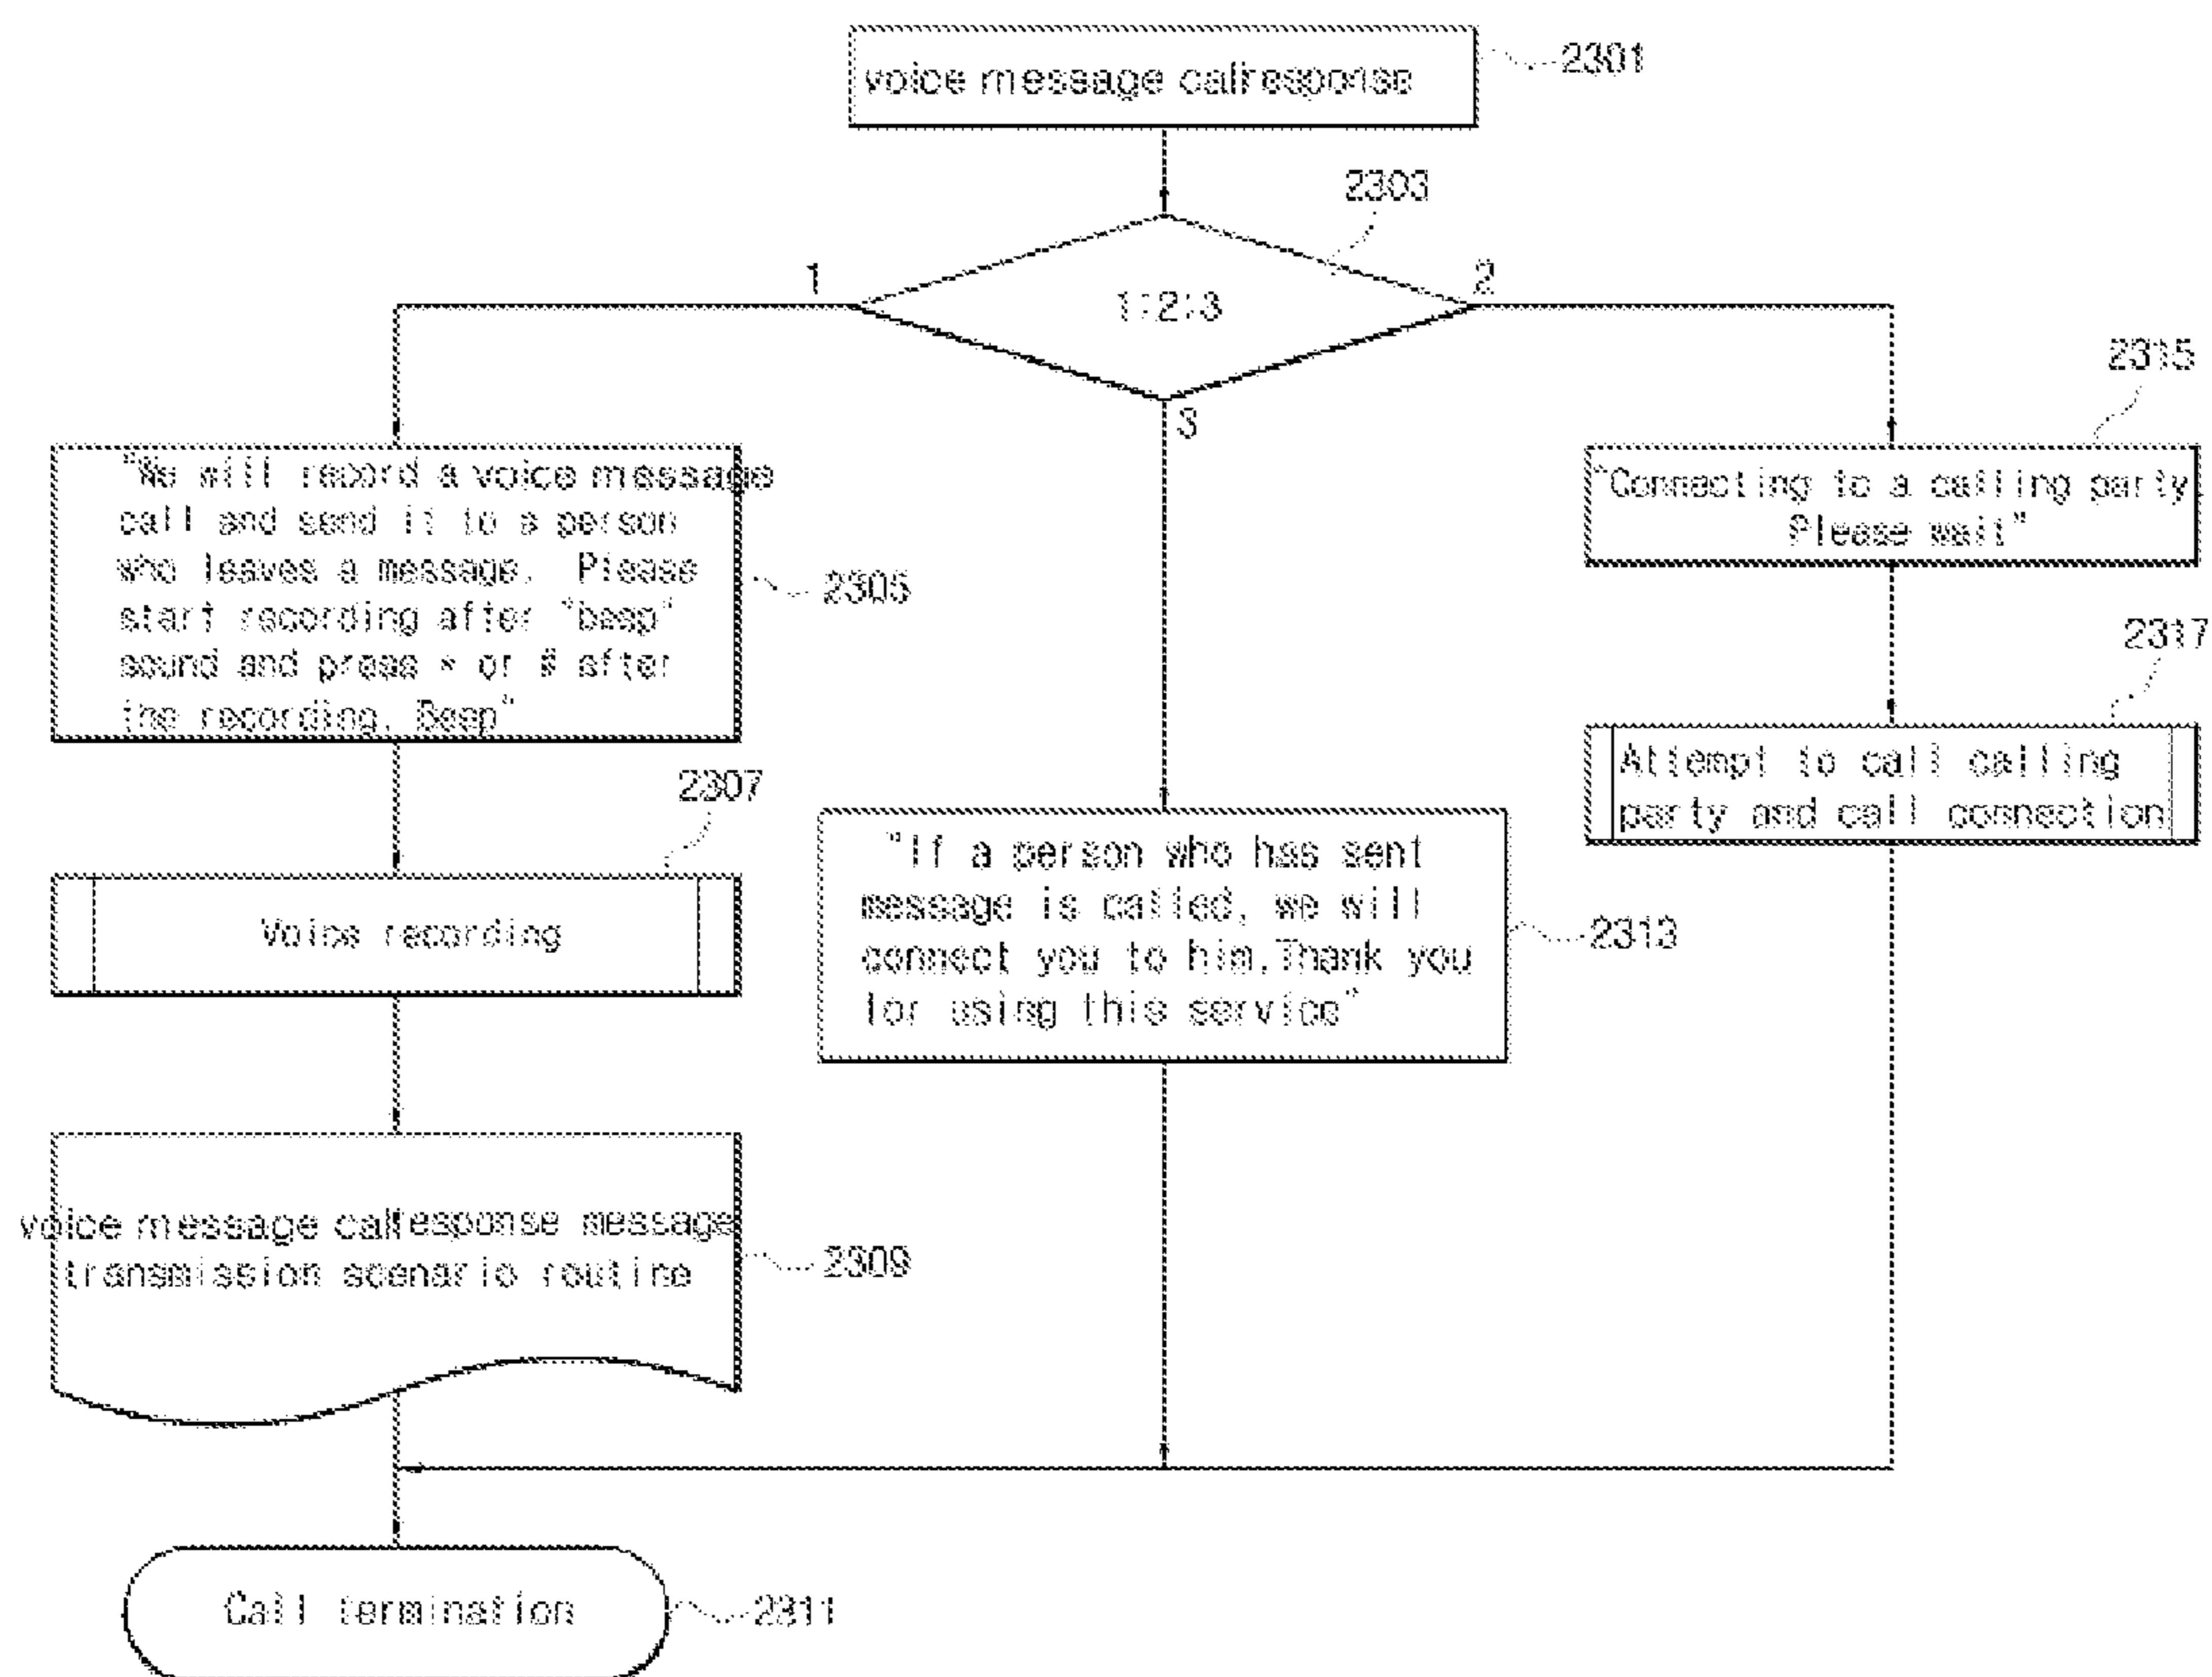 voice message callresponse
2301
2303
1
1:2:3
2
3
2315
"We will record a voice message
call and send it to a person
who leaves a message. Please
start recording after "beep"
sound and press * or # after
the recording. Beep"
2305
"Connecting to a calling party.
Please wait"
2317
Attempt to call calling
party and call connection
2307
Voice recording
"If a person who has sent
message is called, we will
connect you to him.Thank you
for using this service"
2313
voice message callresponse message
transmission scenario routine
2309
Call termination
2311